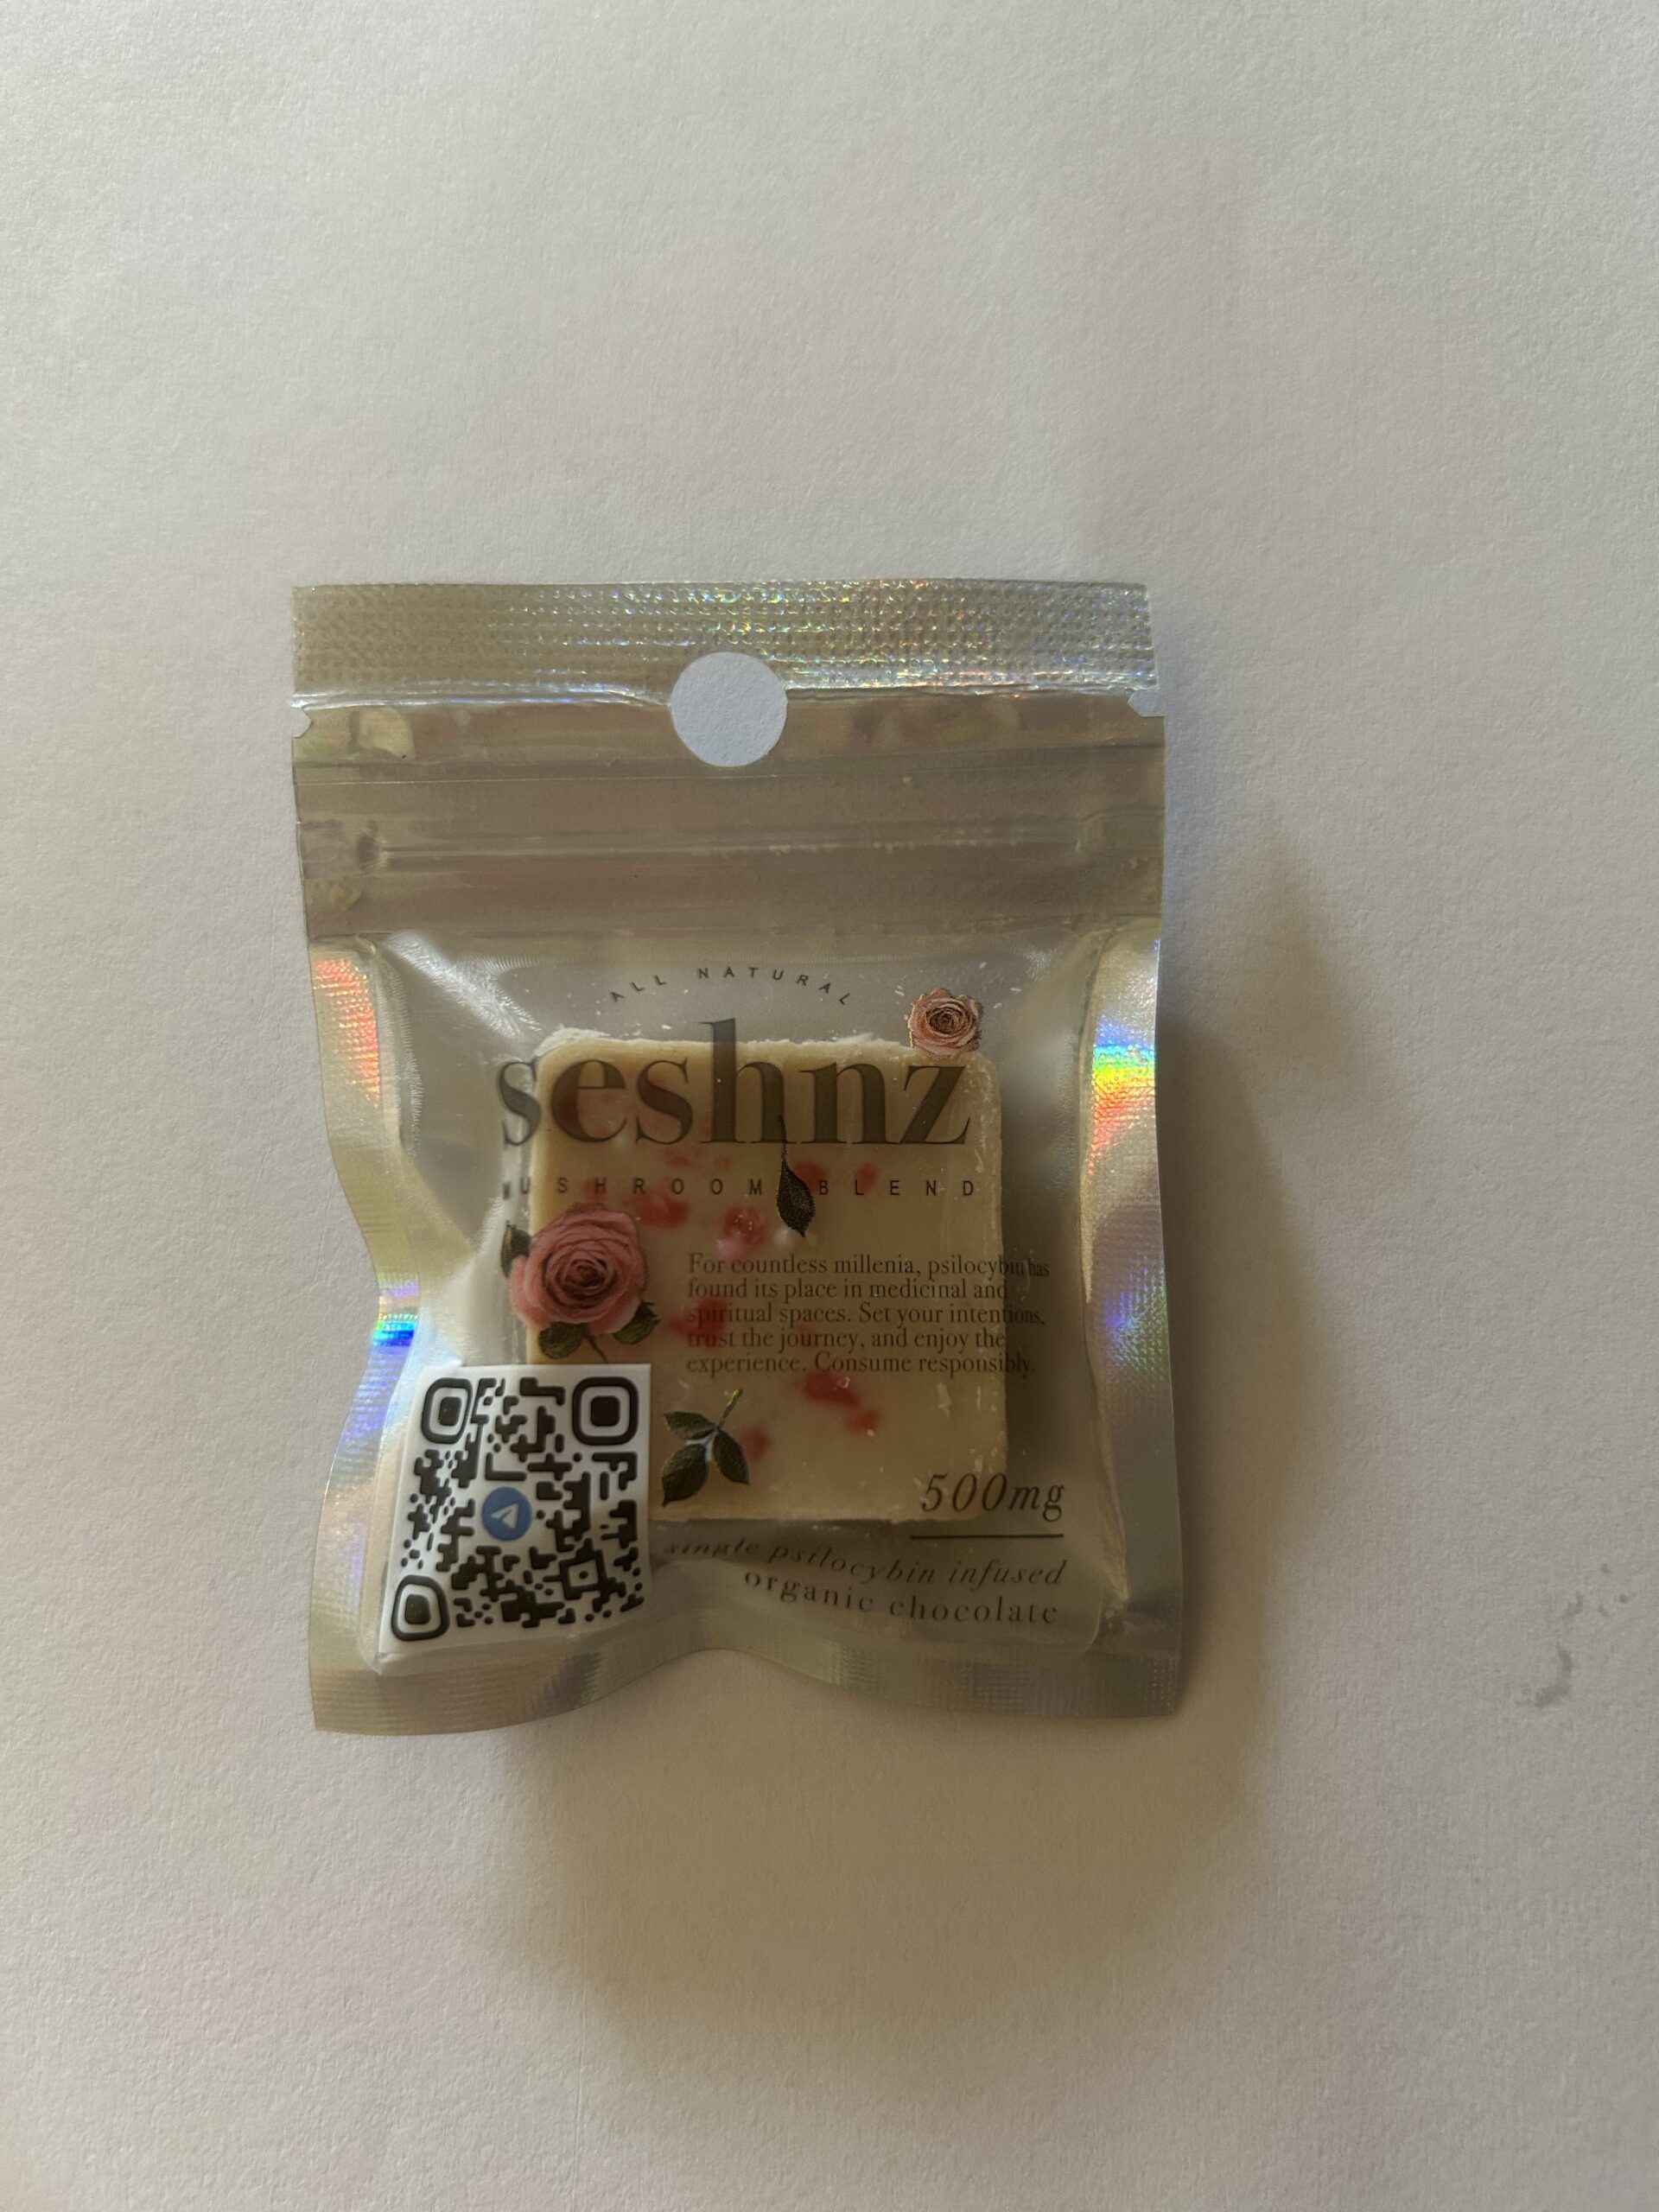 ALL NATURAL
seshnz
MUSHROOM BLEND
For countless millenia, psilocybin has
found its place in medicinal and
spiritual spaces. Set your intentions,
trust the journey, and enjoy the
experience. Consume responsibly.
500mg
single psilocybin infused
organic chocolate